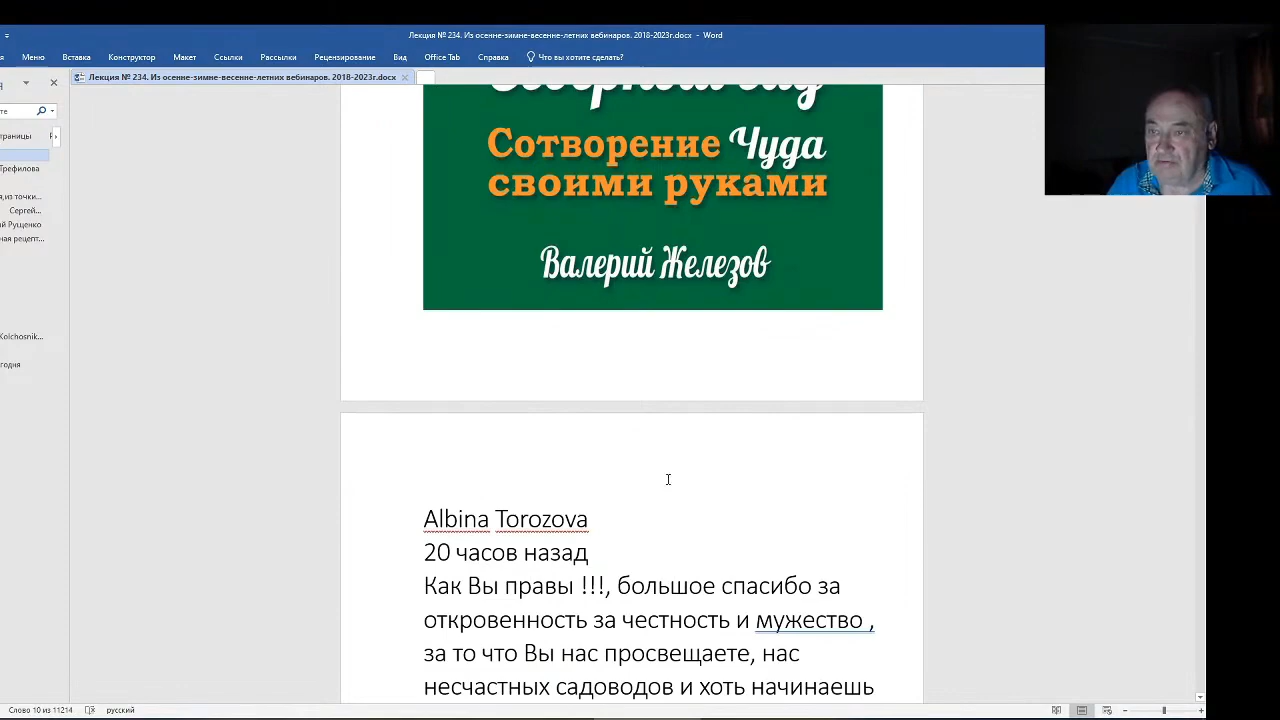 Лекция № 234. Из осенне-зимне-весенне-летних вебинаров. 2018-2023г.docx - Word
Меню Вставка Конструктор Макет Ссылки Рассылки Рецензирование Вид Office Tab Справка Что вы хотите сделать?
Лекция № 234. Из осенне-зимне-весенне-летних вебинаров. 2018-2023г.docx
Сотворение Чуда
своими руками
Валерий Железов
Трефилова
Сергей...
й Рущенко
ная рецепт...
Kolchosnik...
годня
Albina Torozova
20 часов назад
Как Вы правы !!!, большое спасибо за
откровенность за честность и мужество ,
за то что Вы нас просвещаете, нас
несчастных садоводов и хоть начинаешь
Слово 10 из 11214 русский